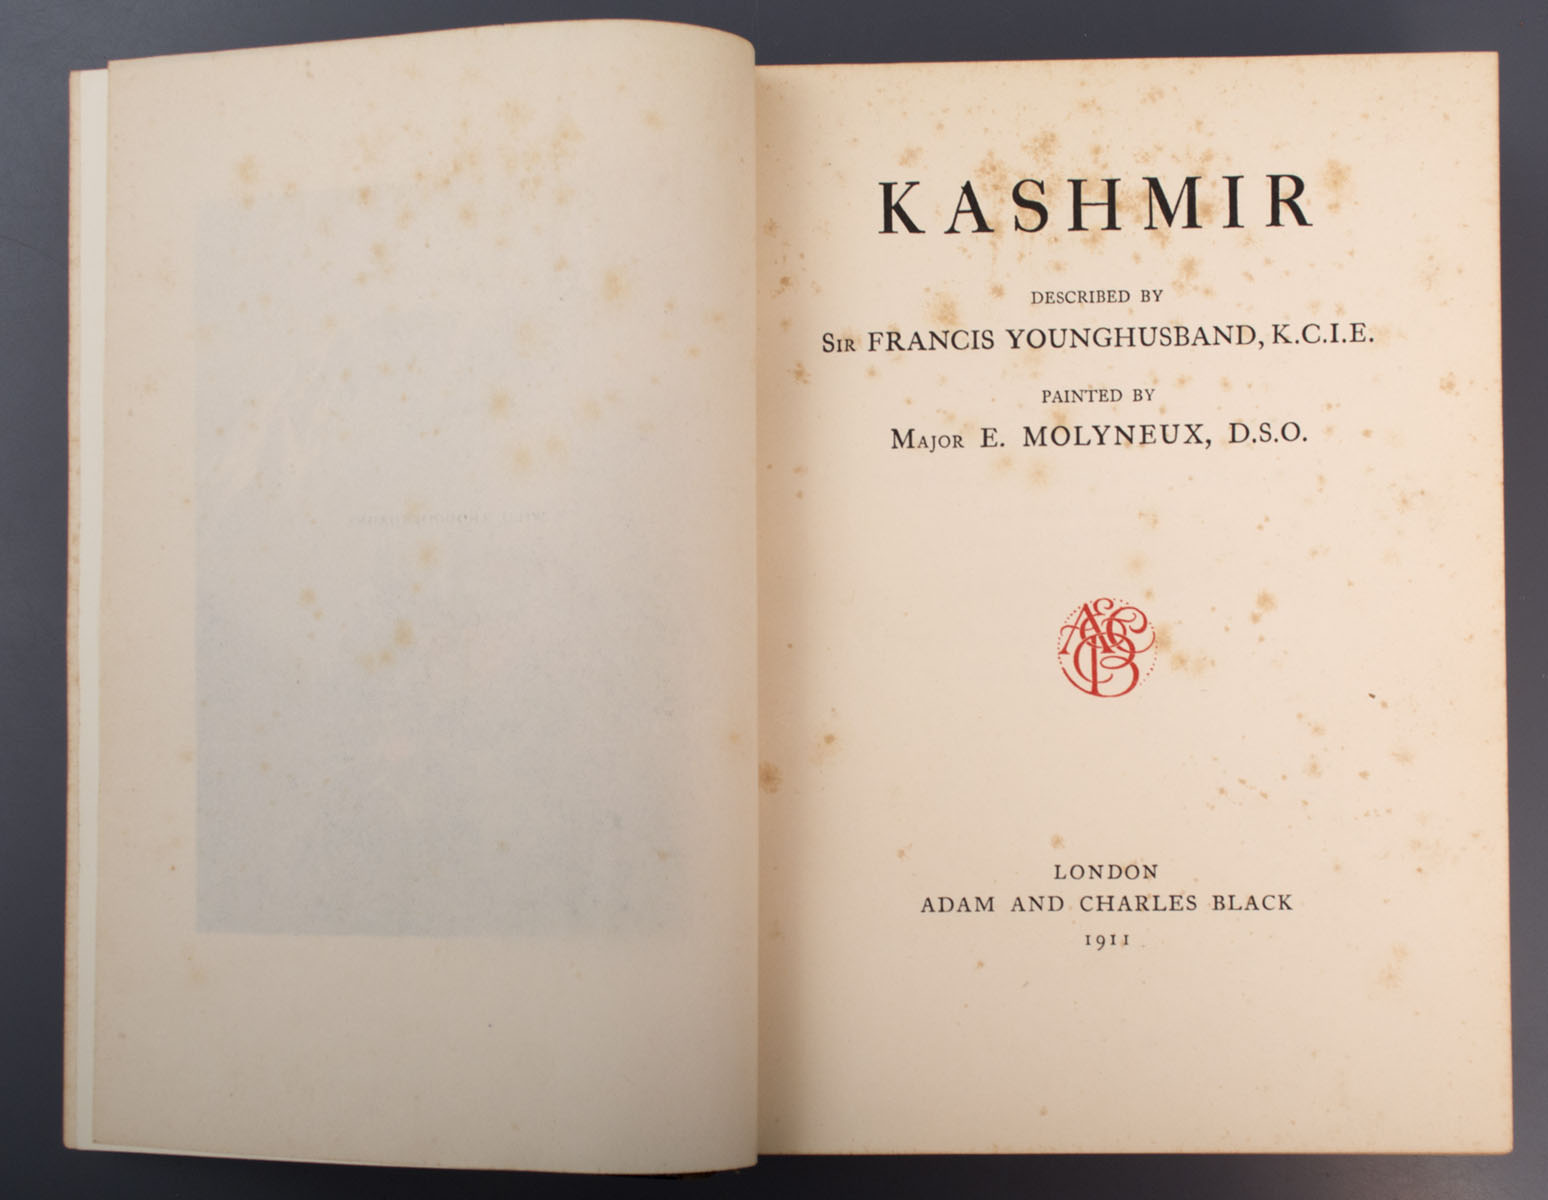 KASHMIR
DESCRIBED BY
Sir FRANCIS YOUNGHUSBAND, K.C.I.E.
PAINTED BY
Major E. MOLYNEUX, D.S.O.
LONDON
ADAM AND CHARLES BLACK
1911